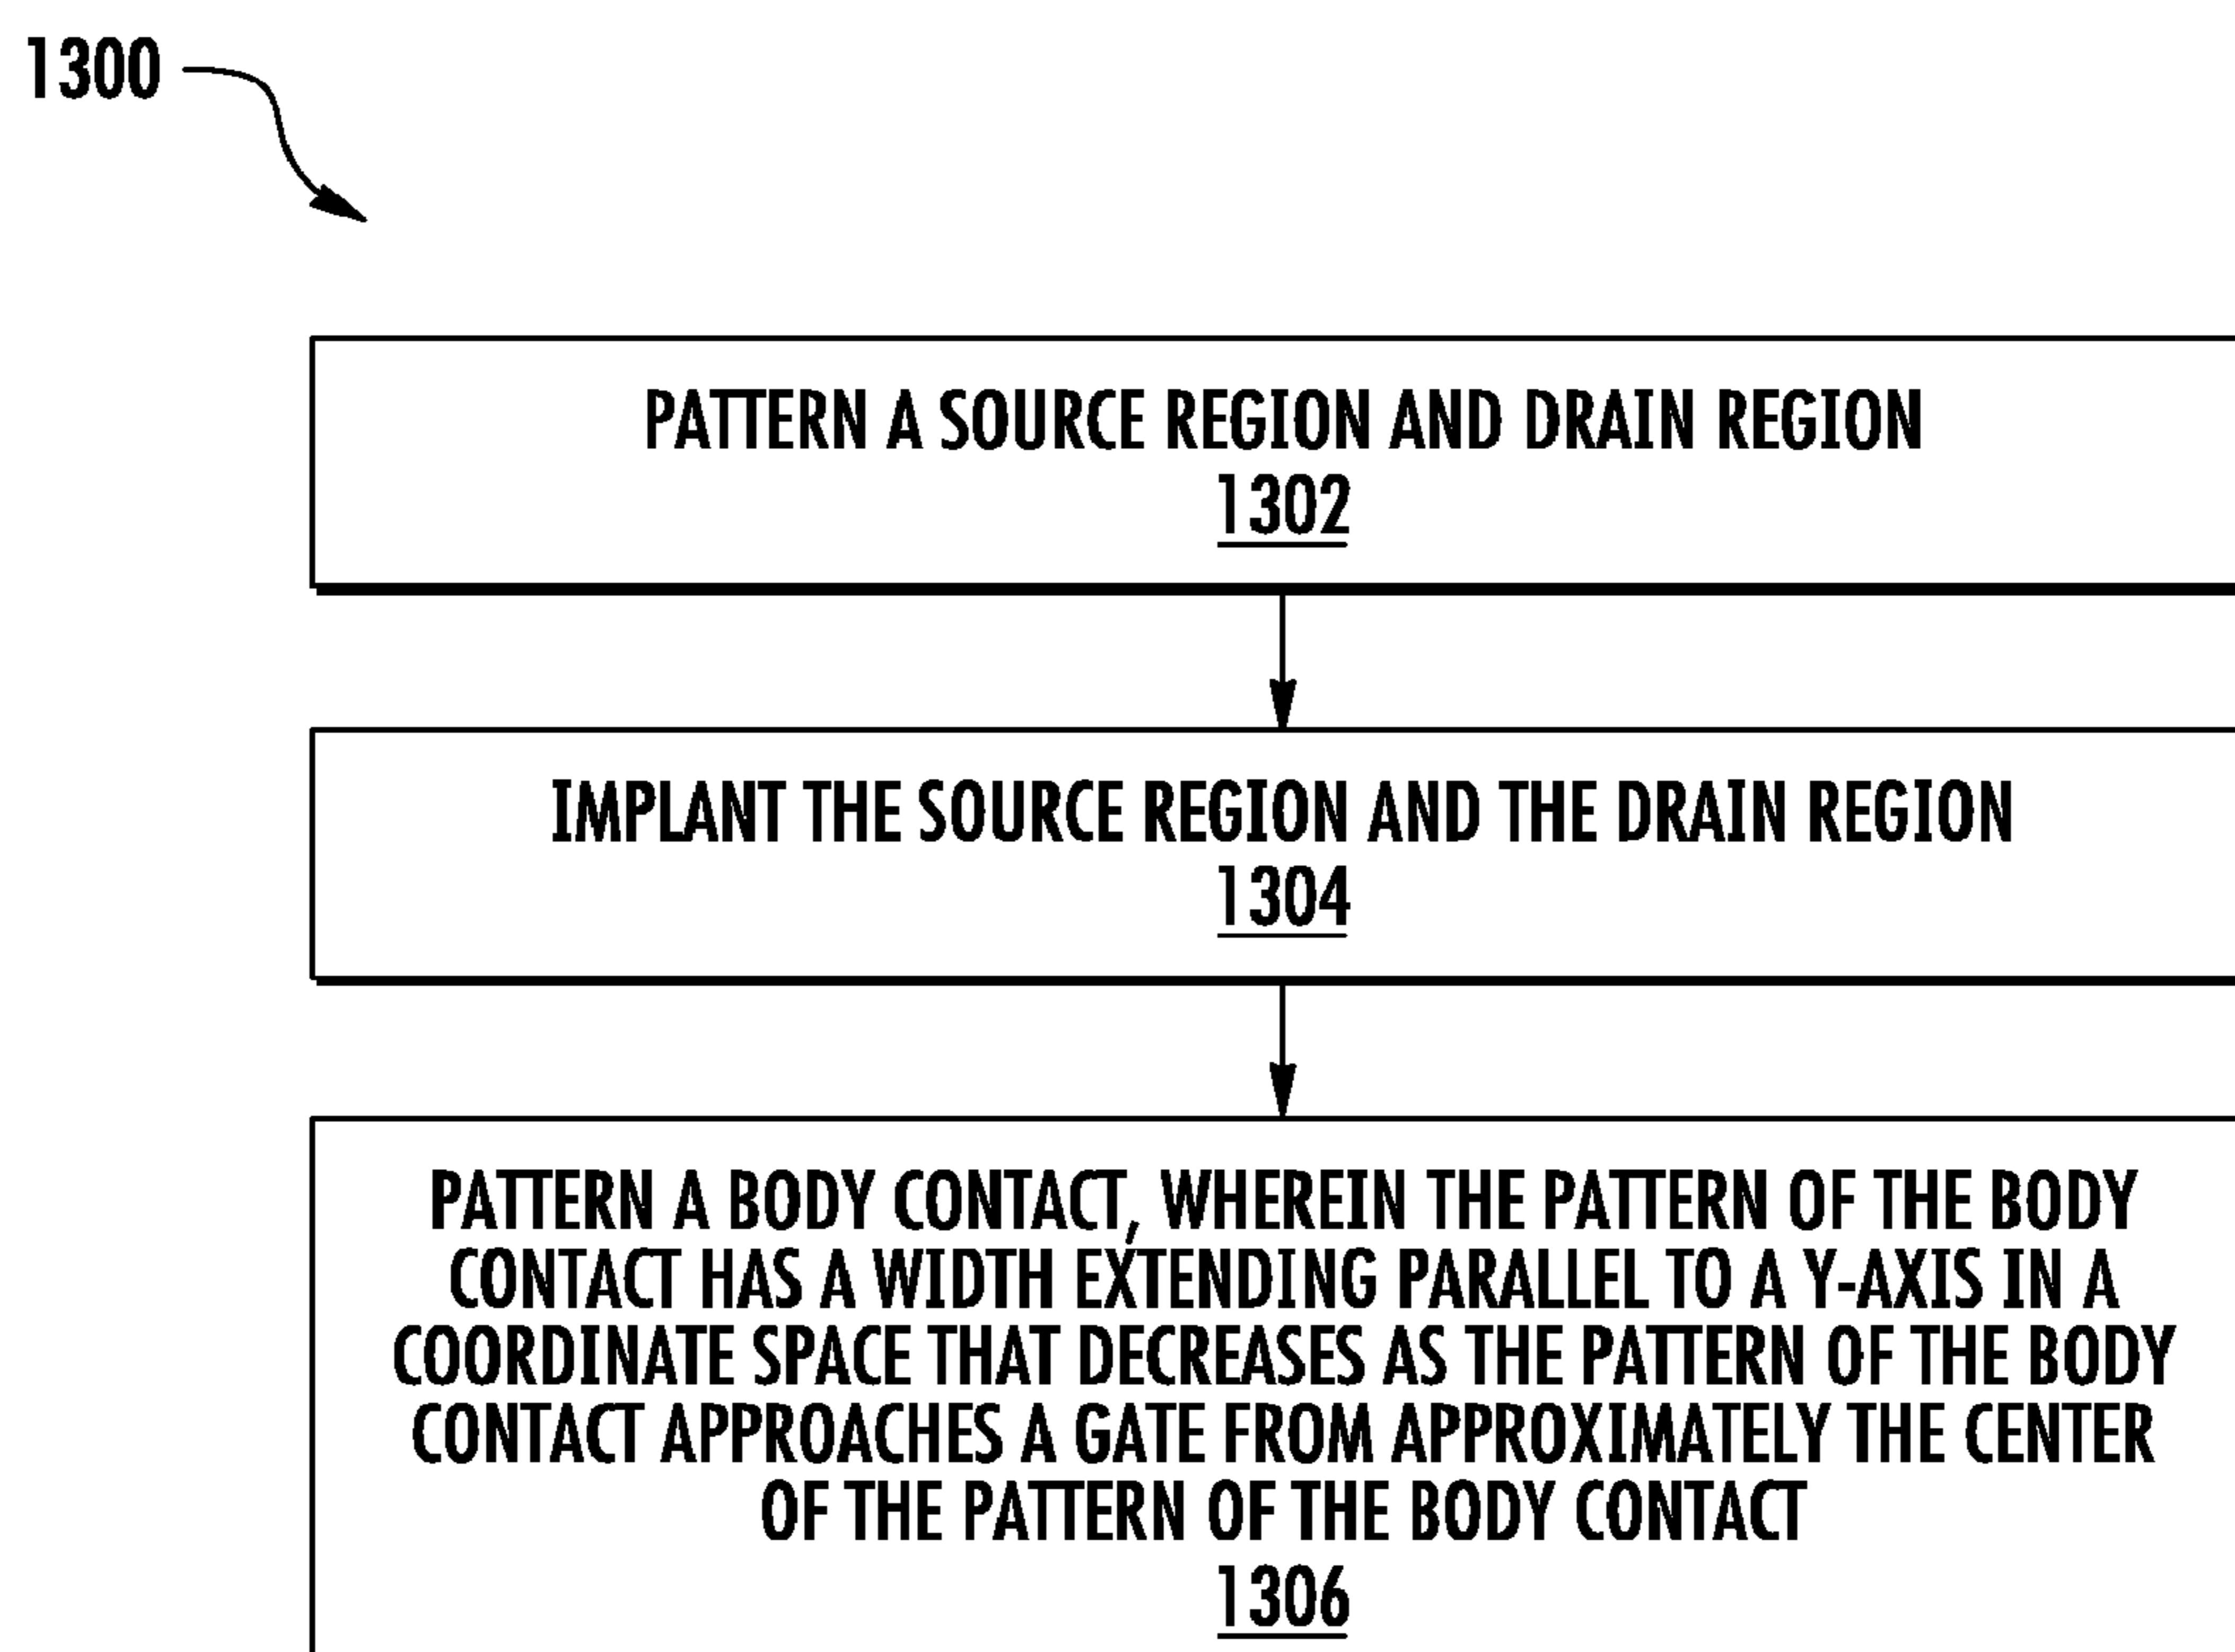 1300
PATTERN A SOURCE REGION AND DRAIN REGION
1302
IMPLANT THE SOURCE REGION AND THE DRAIN REGION
1304
PATTERN A BODY CONTACT, WHEREIN THE PATTERN OF THE BODY
CONTACT HAS A WIDTH EXTENDING PARALLEL TO A Y-AXIS IN A
COORDINATE SPACE THAT DECREASES AS THE PATTERN OF THE BODY
CONTACT APPROACHES A GATE FROM APPROXIMATELY THE CENTER
OF THE PATTERN OF THE BODY CONTACT
1306